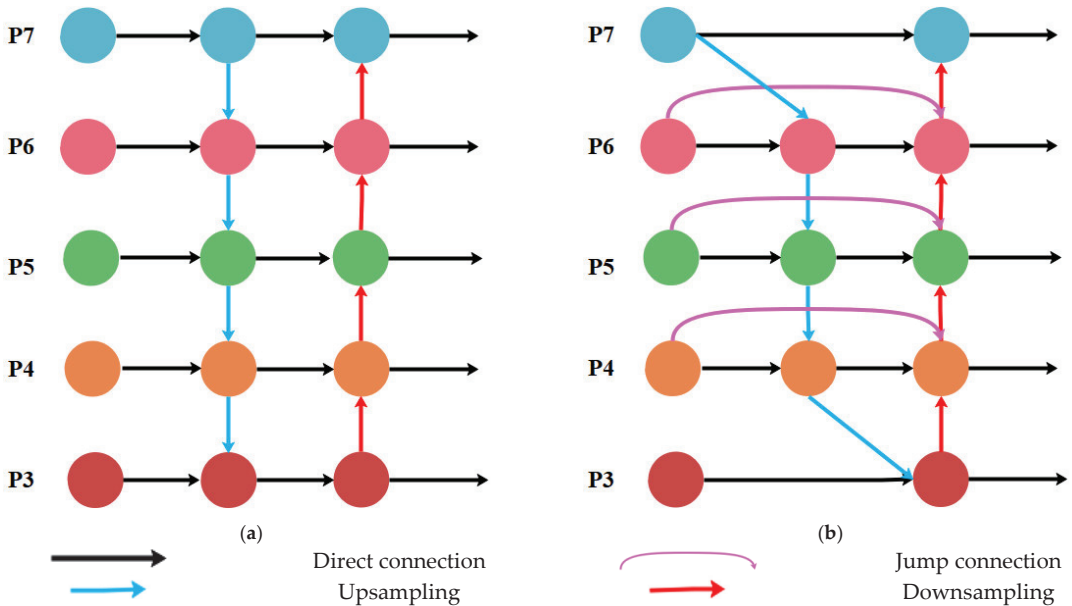 P7 P7
P6 P6
P5 P5
P4 P4
P3 P3
(a) (b)
Direct connection Jump connection
Upsampling Downsampling